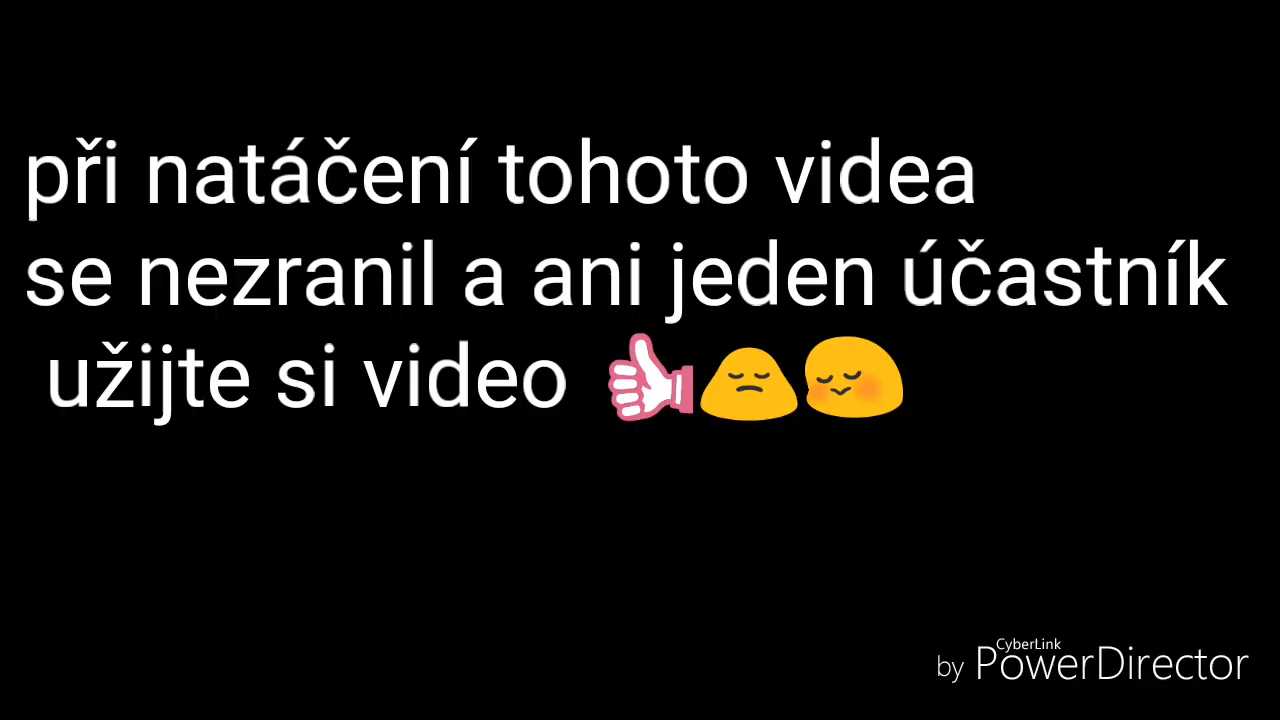 při natáčení tohoto videa
se nezranil a ani jeden účastník
užijte si video 👍😔😊
CyberLink
by PowerDirector